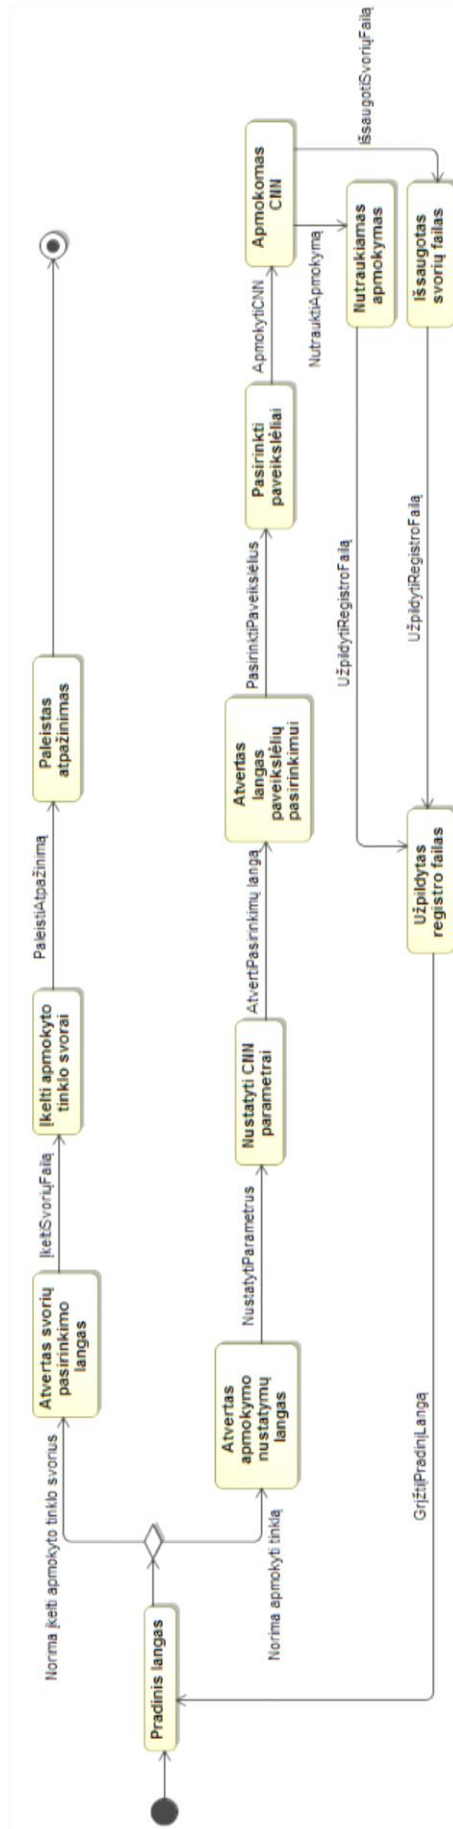 Pradinis langas
Norima įkelti apmokyto tinklo svorius
Atvertas svorių
pasirinkimo
langas
ĮkeltiSvoriųFailą
Įkelti apmokyto
tinklo svorai
PaleistiAtpažinimą
Paleistas
atpažinimas
Norima apmokyti tinklą
Atvertas
apmokymo
nustatymų
langas
NustatytiParametrus
Nustatyti CNN
parametrai
AtvertiPasirinkimų langą
Atvertas
langas
paveikslėlių
pasirinkimui
PasirinktiPaveikslėlius
Pasirinkti
paveikslėliai
ApmokytiCNN
Apmokomas
CNN
NutrauktiApmokymą
Nutraukiamas
apmokymas
IšsaugotiSvoriųFailą
Išsaugotas
svorių failas
UžpildytiRegistroFailą
UžpildytiRegistroFailą
Užpildytas
registro failas
GrįžtiįPradinįLangą